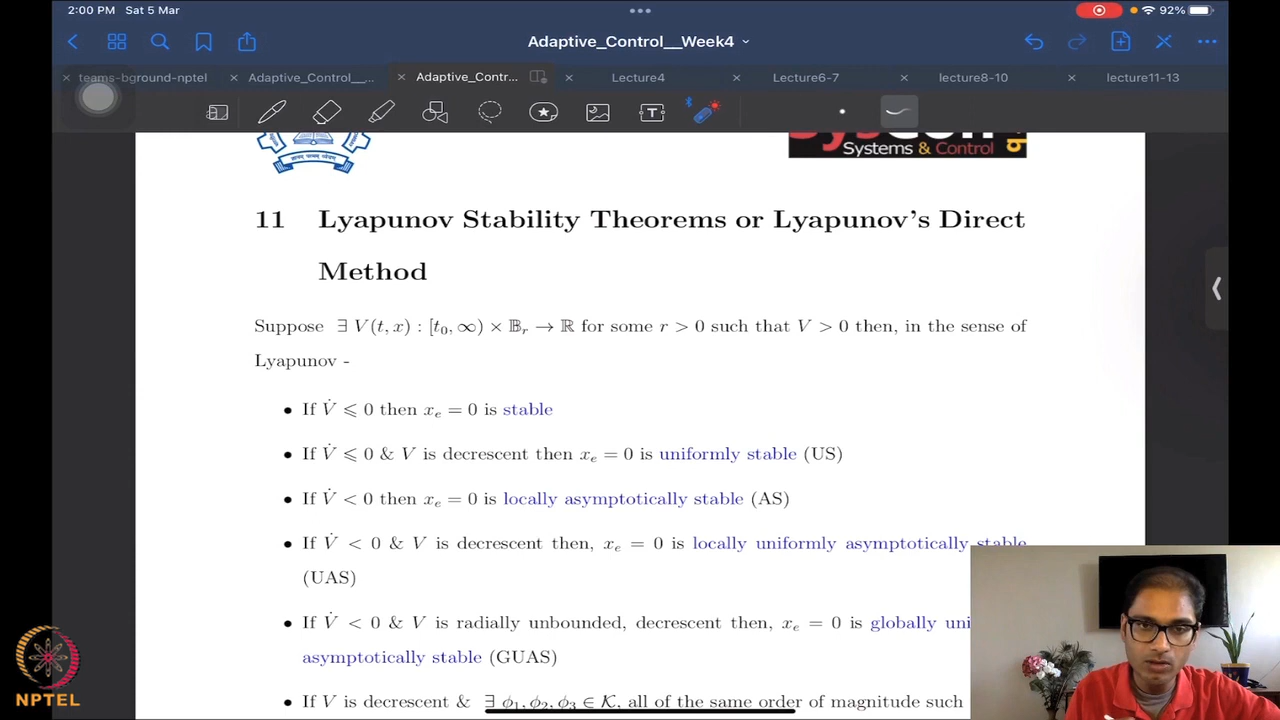 2:00 PM Sat 5 Mar
92%
Adaptive_Control__Week4
teams-bground-nptel
Adaptive_Control__...
Adaptive_Contr...
Lecture4
Lecture6-7
lecture8-10
lecture11-13
Systems & Control
11 Lyapunov Stability Theorems or Lyapunov's Direct
Method
Suppose ∃ V(t, x) : [t₀, ∞) × 𝔹ᵣ → ℝ for some r > 0 such that V > 0 then, in the sense of
Lyapunov -
• If V̇ ⩽ 0 then xₑ = 0 is stable
• If V̇ ⩽ 0 & V is decrescent then xₑ = 0 is uniformly stable (US)
• If V̇ < 0 then xₑ = 0 is locally asymptotically stable (AS)
• If V̇ < 0 & V is decrescent then, xₑ = 0 is locally uniformly asymptotically stable
(UAS)
• If V̇ < 0 & V is radially unbounded, decrescent then, xₑ = 0 is globally uni
asymptotically stable (GUAS)
• If V is decrescent & ∃ ϕ₁, ϕ₂, ϕ₃ ∈ 𝒦, all of the same order of magnitude such
NPTEL